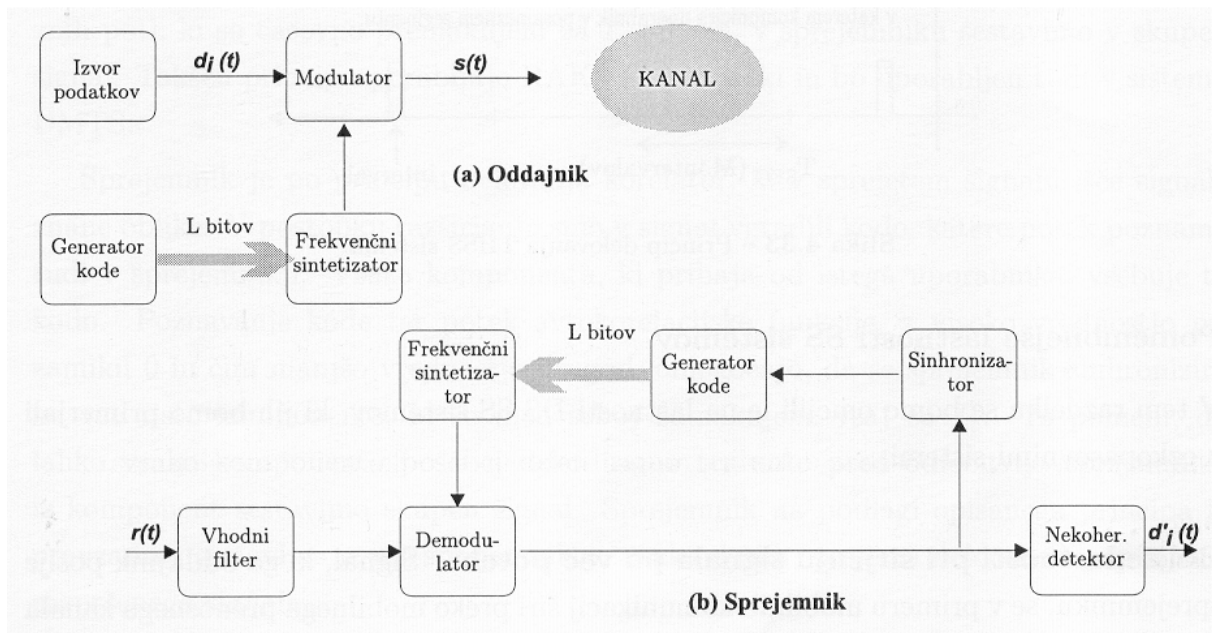 Izvor
podatkov
d_i (t)
Modulator
s(t)
KANAL
(a) Oddajnik
Generator
kode
L bitov
Frekvenčni
sintetizator
Frekvenčni
sintetiza-
tor
L bitov
Generator
kode
Sinhroniza-
tor
r(t)
Vhodni
filter
Demodu-
lator
Nekoher.
detektor
d'_i (t)
(b) Sprejemnik